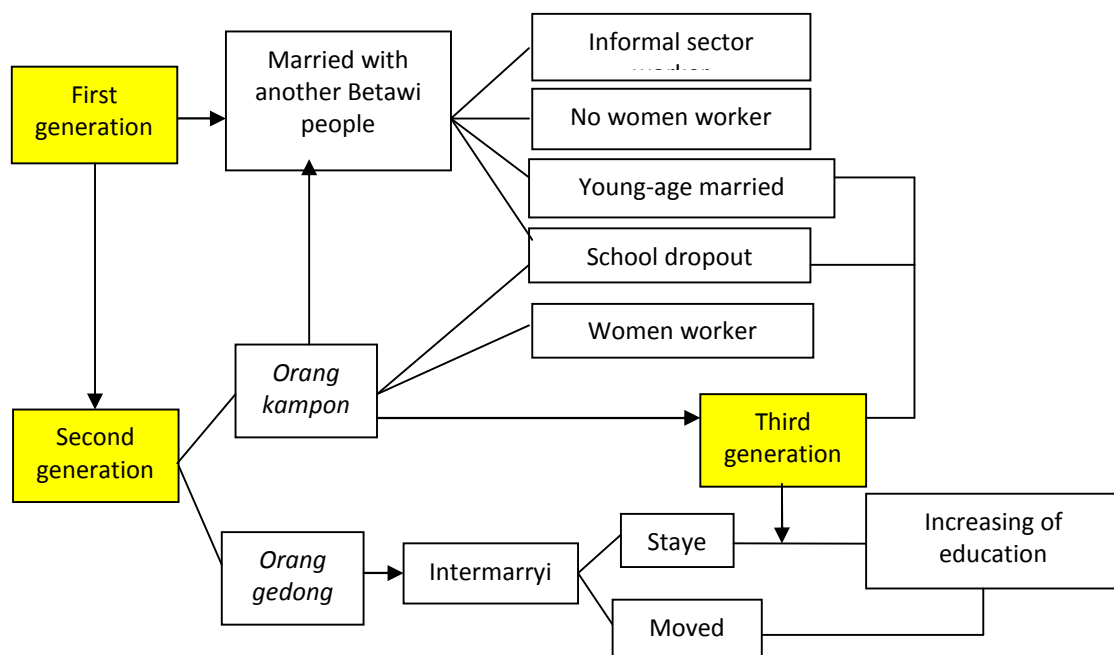 First
generation
Married with
another Betawi
people
Informal sector
No women worker
Young-age married
School dropout
Women worker
Orang
kampon
Second
generation
Third
generation
Orang
gedong
Intermarryi
Staye
Moved
Increasing of
education